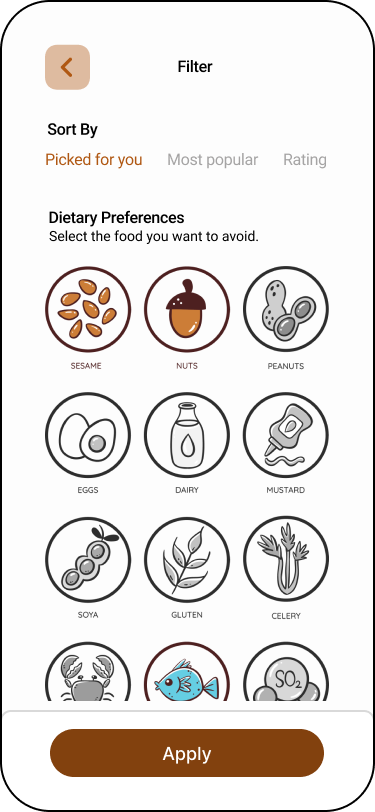 Filter
Sort By
Picked for you Most popular Rating
Dietary Preferences
Select the food you want to avoid.
SESAME NUTS PEANUTS
EGGS DAIRY MUSTARD
SOYA GLUTEN CELERY
SO2
Apply